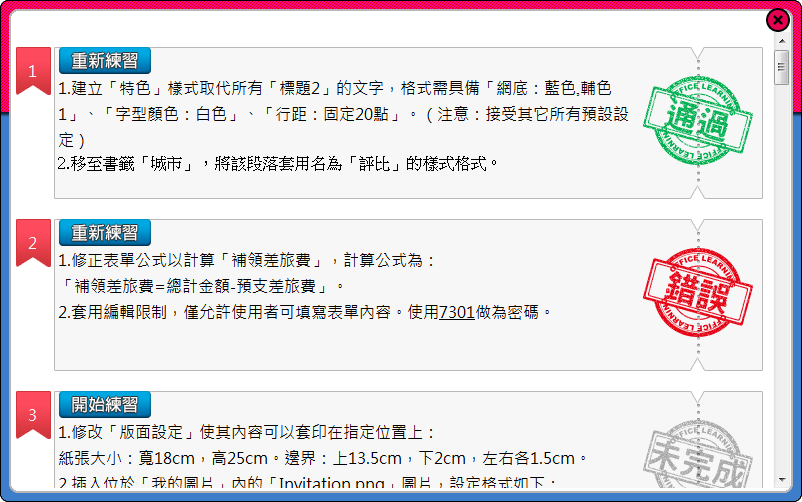 1
重新練習
1.建立「特色」樣式取代所有「標題2」的文字，格式需具備「網底：藍色,輔色
1」、「字型顏色：白色」、「行距：固定20點」。（注意：接受其它所有預設設
定）
2.移至書籤「城市」，將該段落套用名為「評比」的樣式格式。
OFFICE LEARNING
通過
OFFICE LEARNING
2
重新練習
1.修正表單公式以計算「補領差旅費」，計算公式為：
「補領差旅費=總計金額-預支差旅費」。
2.套用編輯限制，僅允許使用者可填寫表單內容。使用7301做為密碼。
OFFICE LEARNING
錯誤
OFFICE LEARNING
3
開始練習
1.修改「版面設定」使其內容可以套印在指定位置上：
紙張大小：寬18cm，高25cm。邊界：上13.5cm，下2cm，左右各1.5cm。
2.插入位於「我的圖片」內的「Invitation.png」圖片，設定格式如下：
OFFICE LEARNING
未完成